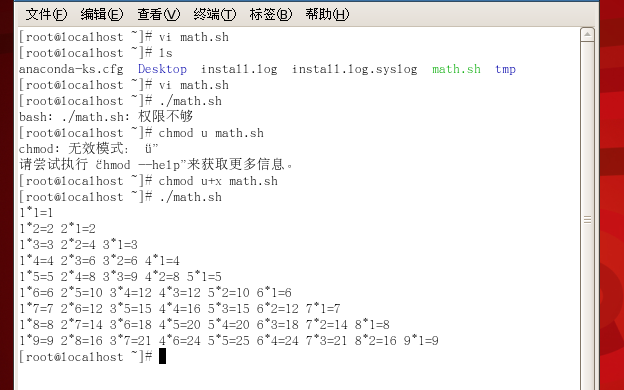 文件(F) 编辑(E) 查看(V) 终端(T) 标签(B) 帮助(H)
[root@localhost ~]# vi math.sh
[root@localhost ~]# ls
anaconda-ks.cfg Desktop install.log install.log.syslog math.sh tmp
[root@localhost ~]# vi math.sh
[root@localhost ~]# ./math.sh
bash: ./math.sh: 权限不够
[root@localhost ~]# chmod u math.sh
chmod: 无效模式: “u”
请尝试执行“chmod --help”来获取更多信息。
[root@localhost ~]# chmod u+x math.sh
[root@localhost ~]# ./math.sh
1*1=1
1*2=2 2*1=2
1*3=3 2*2=4 3*1=3
1*4=4 2*3=6 3*2=6 4*1=4
1*5=5 2*4=8 3*3=9 4*2=8 5*1=5
1*6=6 2*5=10 3*4=12 4*3=12 5*2=10 6*1=6
1*7=7 2*6=12 3*5=15 4*4=16 5*3=15 6*2=12 7*1=7
1*8=8 2*7=14 3*6=18 4*5=20 5*4=20 6*3=18 7*2=14 8*1=8
1*9=9 2*8=16 3*7=21 4*6=24 5*5=25 6*4=24 7*3=21 8*2=16 9*1=9
[root@localhost ~]#